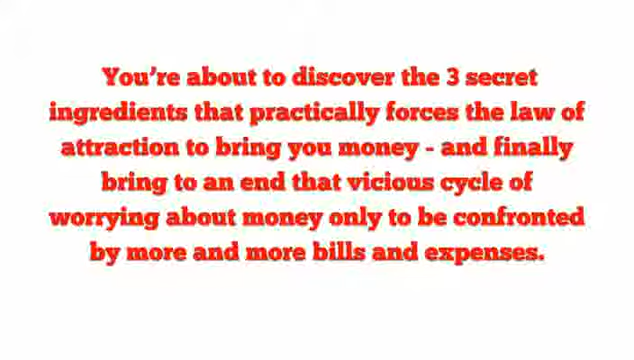 You're about to discover the 3 secret
ingredients that practically forces the law of
attraction to bring you money - and finally
bring to an end that vicious cycle of
worrying about money only to be confronted
by more and more bills and expenses.